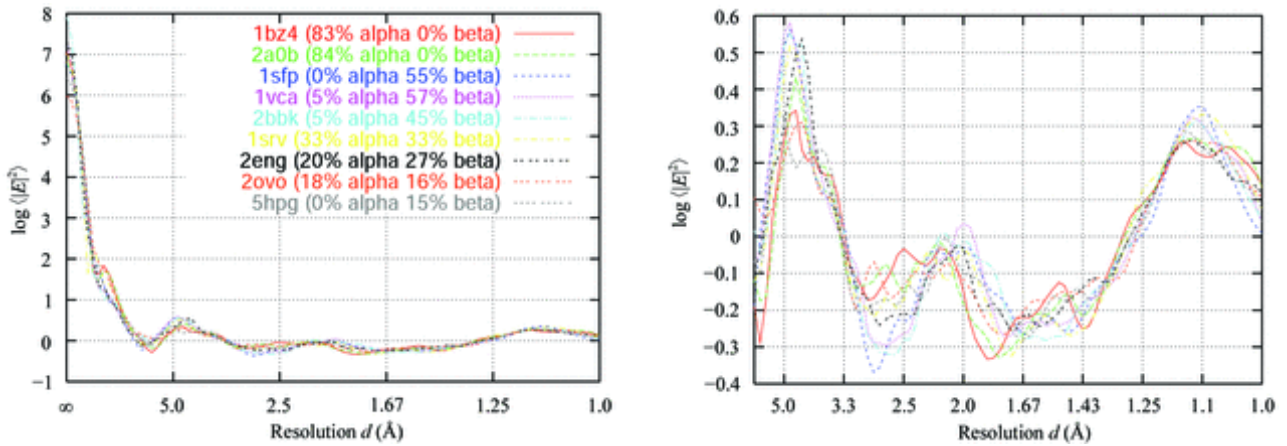 8
7
6
5
4
3
2
1
0
−1
log ⟨|E|²⟩
1bz4 (83% alpha 0% beta)
2a0b (84% alpha 0% beta)
1sfp (0% alpha 55% beta)
1vca (5% alpha 57% beta)
2bbk (5% alpha 45% beta)
1srv (33% alpha 33% beta)
2eng (20% alpha 27% beta)
2ovo (18% alpha 16% beta)
5hpg (0% alpha 15% beta)
∞ 5.0 2.5 1.67 1.25 1.0
Resolution d (Å)
0.6
0.5
0.4
0.3
0.2
0.1
0
−0.1
−0.2
−0.3
−0.4
log ⟨|E|²⟩
5.0 3.3 2.5 2.0 1.67 1.43 1.25 1.1 1.0
Resolution d (Å)